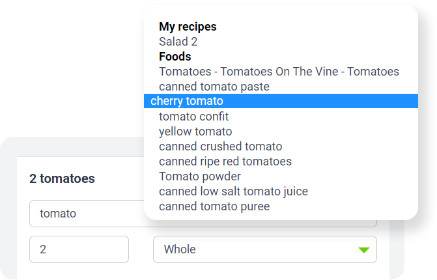 My recipes
Salad 2
Foods
Tomatoes - Tomatoes On The Vine - Tomatoes
canned tomato paste
cherry tomato
tomato confit
yellow tomato
canned crushed tomato
canned ripe red tomatoes
Tomato powder
canned low salt tomato juice
canned tomato puree
2 tomatoes
tomato
2 Whole